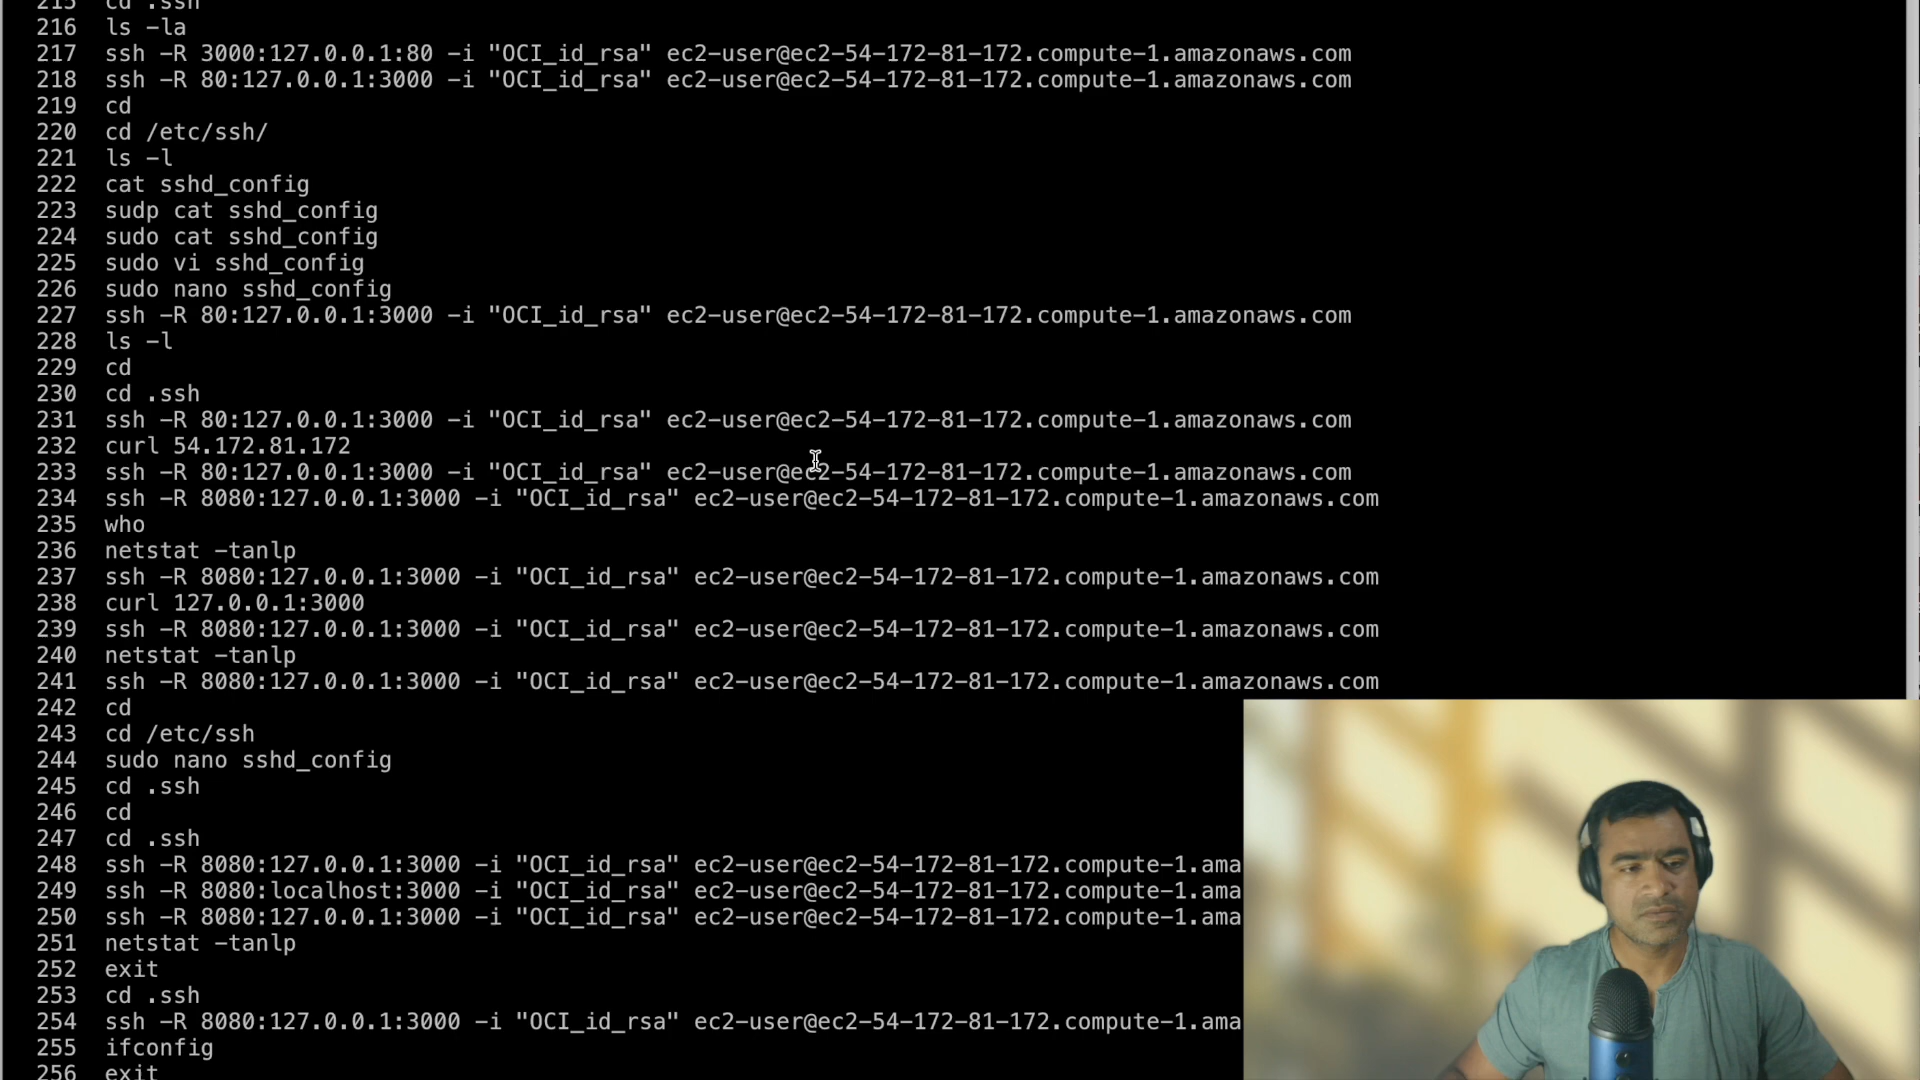 215 cd .ssh
216 ls -la
217 ssh -R 3000:127.0.0.1:80 -i "OCI_id_rsa" ec2-user@ec2-54-172-81-172.compute-1.amazonaws.com
218 ssh -R 80:127.0.0.1:3000 -i "OCI_id_rsa" ec2-user@ec2-54-172-81-172.compute-1.amazonaws.com
219 cd
220 cd /etc/ssh/
221 ls -l
222 cat sshd_config
223 sudp cat sshd_config
224 sudo cat sshd_config
225 sudo vi sshd_config
226 sudo nano sshd_config
227 ssh -R 80:127.0.0.1:3000 -i "OCI_id_rsa" ec2-user@ec2-54-172-81-172.compute-1.amazonaws.com
228 ls -l
229 cd
230 cd .ssh
231 ssh -R 80:127.0.0.1:3000 -i "OCI_id_rsa" ec2-user@ec2-54-172-81-172.compute-1.amazonaws.com
232 curl 54.172.81.172
233 ssh -R 80:127.0.0.1:3000 -i "OCI_id_rsa" ec2-user@ec2-54-172-81-172.compute-1.amazonaws.com
234 ssh -R 8080:127.0.0.1:3000 -i "OCI_id_rsa" ec2-user@ec2-54-172-81-172.compute-1.amazonaws.com
235 who
236 netstat -tanlp
237 ssh -R 8080:127.0.0.1:3000 -i "OCI_id_rsa" ec2-user@ec2-54-172-81-172.compute-1.amazonaws.com
238 curl 127.0.0.1:3000
239 ssh -R 8080:127.0.0.1:3000 -i "OCI_id_rsa" ec2-user@ec2-54-172-81-172.compute-1.amazonaws.com
240 netstat -tanlp
241 ssh -R 8080:127.0.0.1:3000 -i "OCI_id_rsa" ec2-user@ec2-54-172-81-172.compute-1.amazonaws.com
242 cd
243 cd /etc/ssh
244 sudo nano sshd_config
245 cd .ssh
246 cd
247 cd .ssh
248 ssh -R 8080:127.0.0.1:3000 -i "OCI_id_rsa" ec2-user@ec2-54-172-81-172.compute-1.ama
249 ssh -R 8080:localhost:3000 -i "OCI_id_rsa" ec2-user@ec2-54-172-81-172.compute-1.ama
250 ssh -R 8080:127.0.0.1:3000 -i "OCI_id_rsa" ec2-user@ec2-54-172-81-172.compute-1.ama
251 netstat -tanlp
252 exit
253 cd .ssh
254 ssh -R 8080:127.0.0.1:3000 -i "OCI_id_rsa" ec2-user@ec2-54-172-81-172.compute-1.ama
255 ifconfig
256 exit